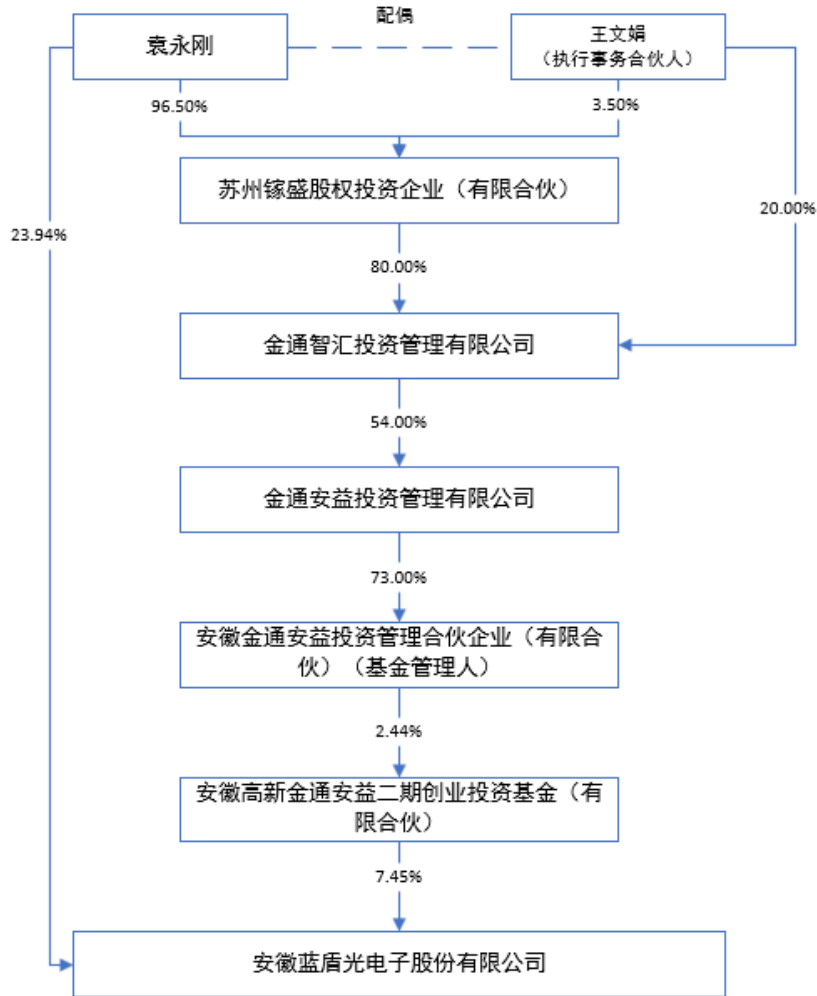 配偶
袁永刚
王文娟
（执行事务合伙人）
96.50%
3.50%
苏州镓盛股权投资企业（有限合伙）
20.00%
23.94%
80.00%
金通智汇投资管理有限公司
54.00%
金通安益投资管理有限公司
73.00%
安徽金通安益投资管理合伙企业（有限合
伙）（基金管理人）
2.44%
安徽高新金通安益二期创业投资基金（有
限合伙）
7.45%
安徽蓝盾光电子股份有限公司